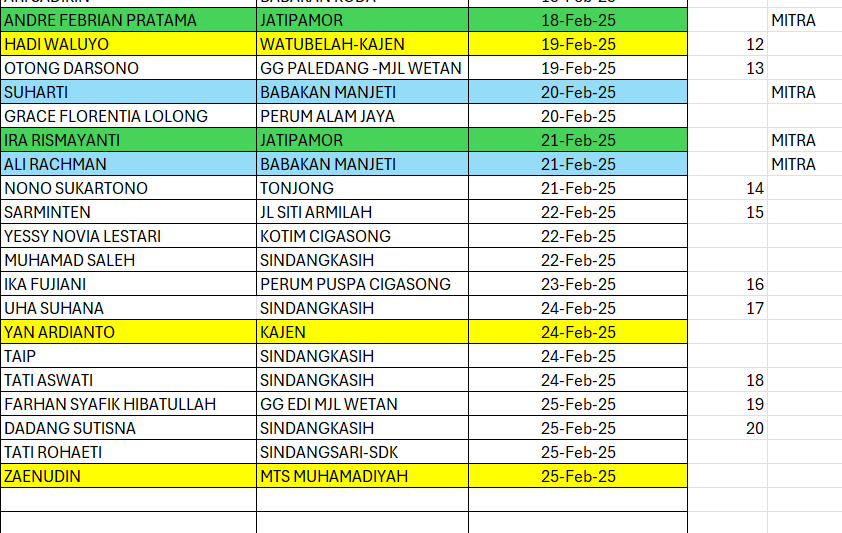 ANDRE FEBRIAN PRATAMA JATIPAMOR 18-Feb-25 MITRA
HADI WALUYO WATUBELAH-KAJEN 19-Feb-25 12
OTONG DARSONO GG PALEDANG -MJL WETAN 19-Feb-25 13
SUHARTI BABAKAN MANJETI 20-Feb-25 MITRA
GRACE FLORENTIA LOLONG PERUM ALAM JAYA 20-Feb-25
IRA RISMAYANTI JATIPAMOR 21-Feb-25 MITRA
ALI RACHMAN BABAKAN MANJETI 21-Feb-25 MITRA
NONO SUKARTONO TONJONG 21-Feb-25 14
SARMINTEN JL SITI ARMILAH 22-Feb-25 15
YESSY NOVIA LESTARI KOTIM CIGASONG 22-Feb-25
MUHAMAD SALEH SINDANGKASIH 22-Feb-25
IKA FUJIANI PERUM PUSPA CIGASONG 23-Feb-25 16
UHA SUHANA SINDANGKASIH 24-Feb-25 17
YAN ARDIANTO KAJEN 24-Feb-25
TAIP SINDANGKASIH 24-Feb-25
TATI ASWATI SINDANGKASIH 24-Feb-25 18
FARHAN SYAFIK HIBATULLAH GG EDI MJL WETAN 25-Feb-25 19
DADANG SUTISNA SINDANGKASIH 25-Feb-25 20
TATI ROHAETI SINDANGSARI-SDK 25-Feb-25
ZAENUDIN MTS MUHAMADIYAH 25-Feb-25